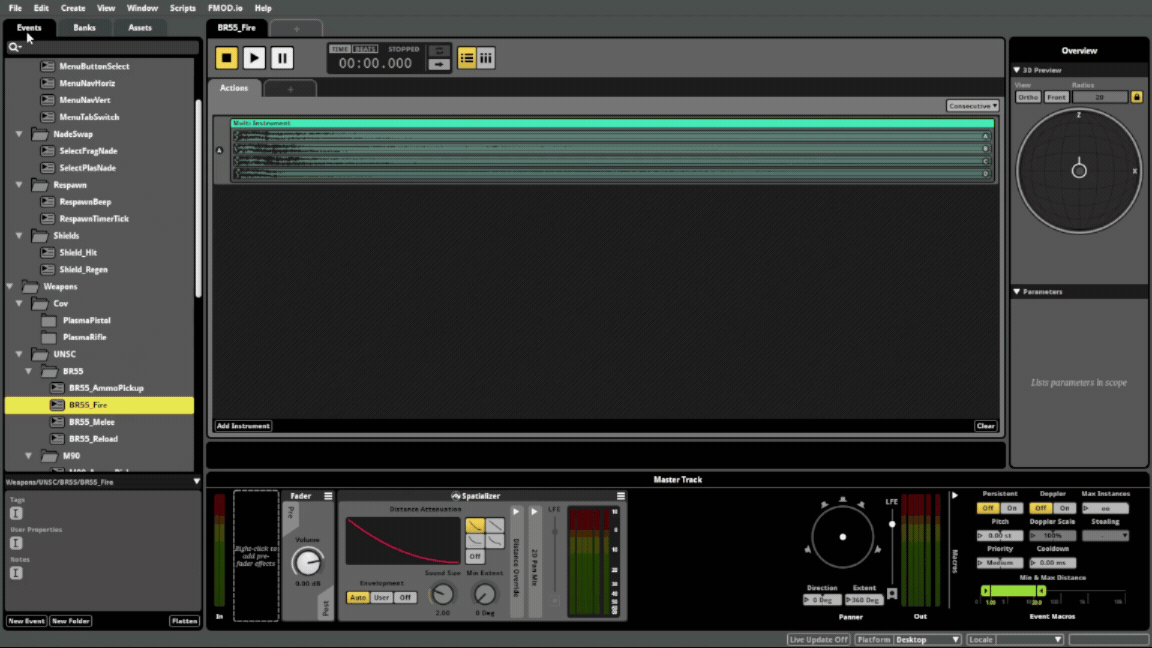 File Edit Create View Window Scripts FMOD.io Help
Events Banks Assets
BR55_Fire +
MenuButtonSelect
MenuNavHoriz
MenuNavVert
MenuTabSwitch
NadeSwap
SelectFragNade
SelectPlasNade
Respawn
RespawnBeep
RespawnTimerTick
Shields
Shield_Hit
Shield_Regen
Weapons
Cov
PlasmaPistol
PlasmaRifle
UNSC
BR55
BR55_AmmoPickup
BR55_Fire
BR55_Melee
BR55_Reload
M90
Weapons/UNSC/BR55/BR55_Fire
Tags
User Properties
Notes
New Event New Folder Flatten
TIME BEATS STOPPED
00:00.000
Actions +
Consecutive
Multi Instrument
A
A
B
C
D
Add Instrument Clear
Overview
3D Preview
View Radius
Ortho Front 20
Z
X
Parameters
Lists parameters in scope
Master Track
In
Right-click to
add pre-
fader effects
Fader
Pre
Volume
0.00 dB
Post
Spatializer
Distance Attenuation
Off
Envelopment
Auto User Off
Sound Size
2.00
Min Extent
0 Deg
Distance Override
2D Pan Mix
LFE
LFE
Direction Extent
0 Deg 360 Deg
Panner
Out
Macros
Persistent Doppler Max Instances
Off On Off On ∞
Pitch Doppler Scale Stealing
0.00 st 100% -
Priority Cooldown
Medium 0.00 ms
Min & Max Distance
1.00 20.0
Event Macros
Live Update Off Platform Desktop Locale